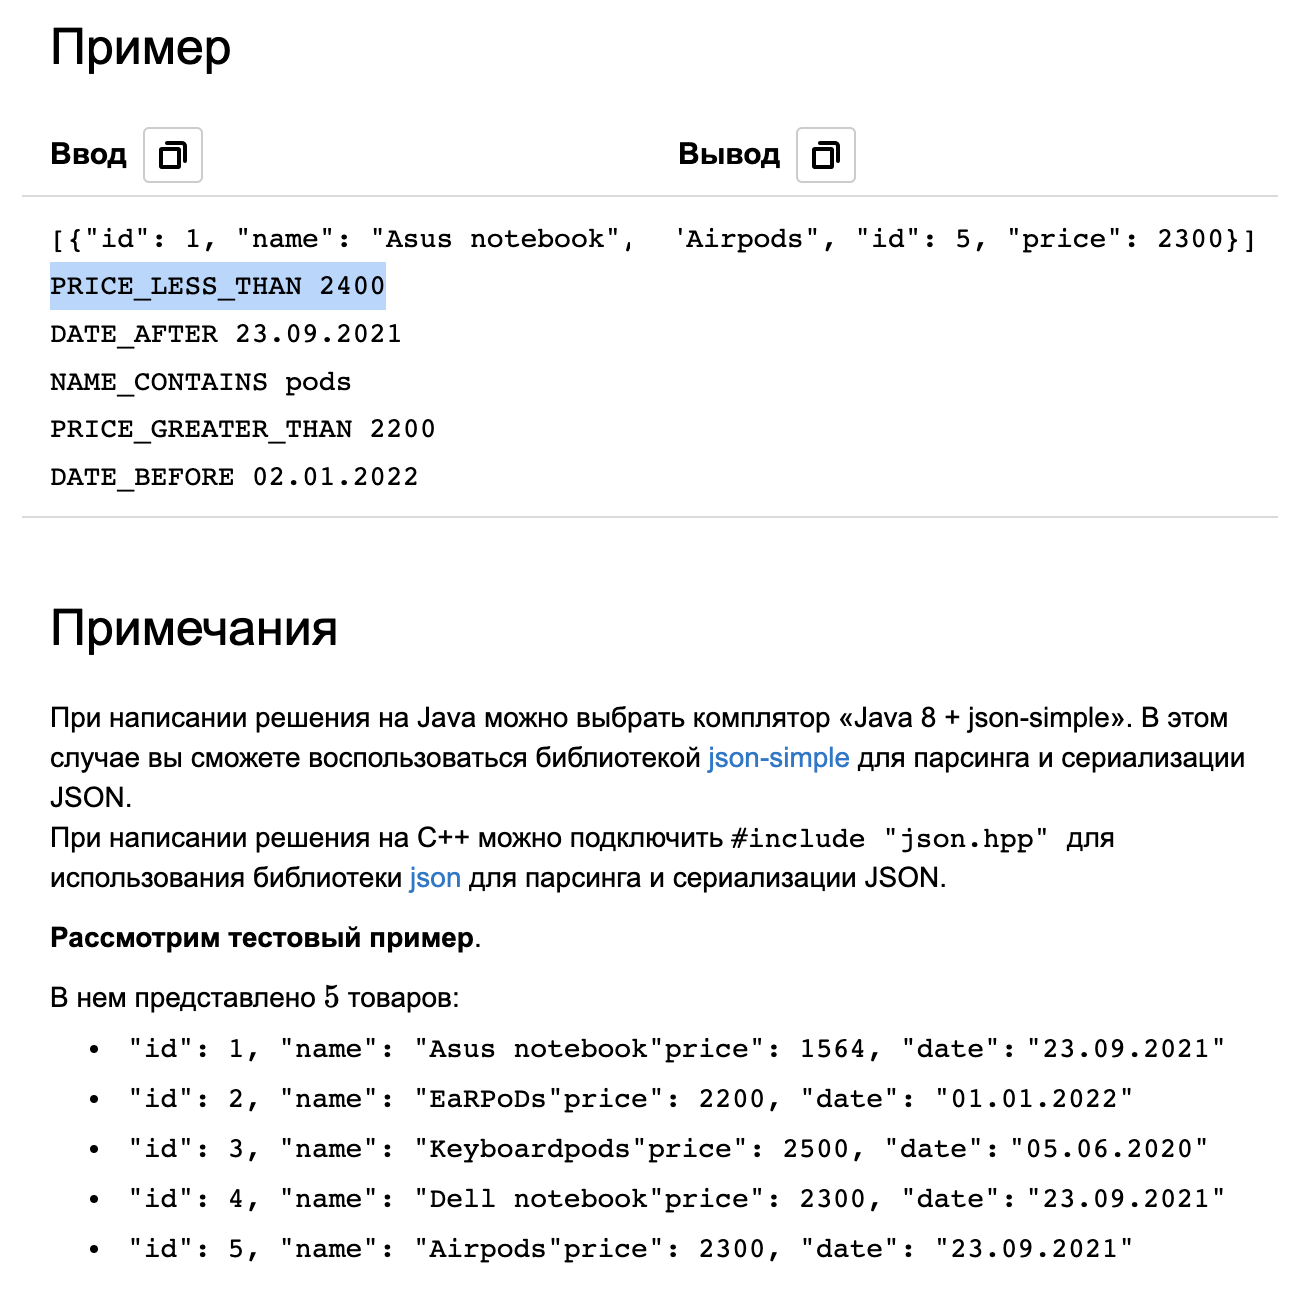 Пример
Ввод Вывод
[{"id": 1, "name": "Asus notebook", 'Airpods", "id": 5, "price": 2300}]
PRICE_LESS_THAN 2400
DATE_AFTER 23.09.2021
NAME_CONTAINS pods
PRICE_GREATER_THAN 2200
DATE_BEFORE 02.01.2022
Примечания
При написании решения на Java можно выбрать комплятор «Java 8 + json-simple». В этом
случае вы сможете воспользоваться библиотекой json-simple для парсинга и сериализации
JSON.
При написании решения на C++ можно подключить #include "json.hpp" для
использования библиотеки json для парсинга и сериализации JSON.
Рассмотрим тестовый пример.
В нем представлено 5 товаров:
• "id": 1, "name": "Asus notebook"price": 1564, "date": "23.09.2021"
• "id": 2, "name": "EaRPoDs"price": 2200, "date": "01.01.2022"
• "id": 3, "name": "Keyboardpods"price": 2500, "date": "05.06.2020"
• "id": 4, "name": "Dell notebook"price": 2300, "date": "23.09.2021"
• "id": 5, "name": "Airpods"price": 2300, "date": "23.09.2021"